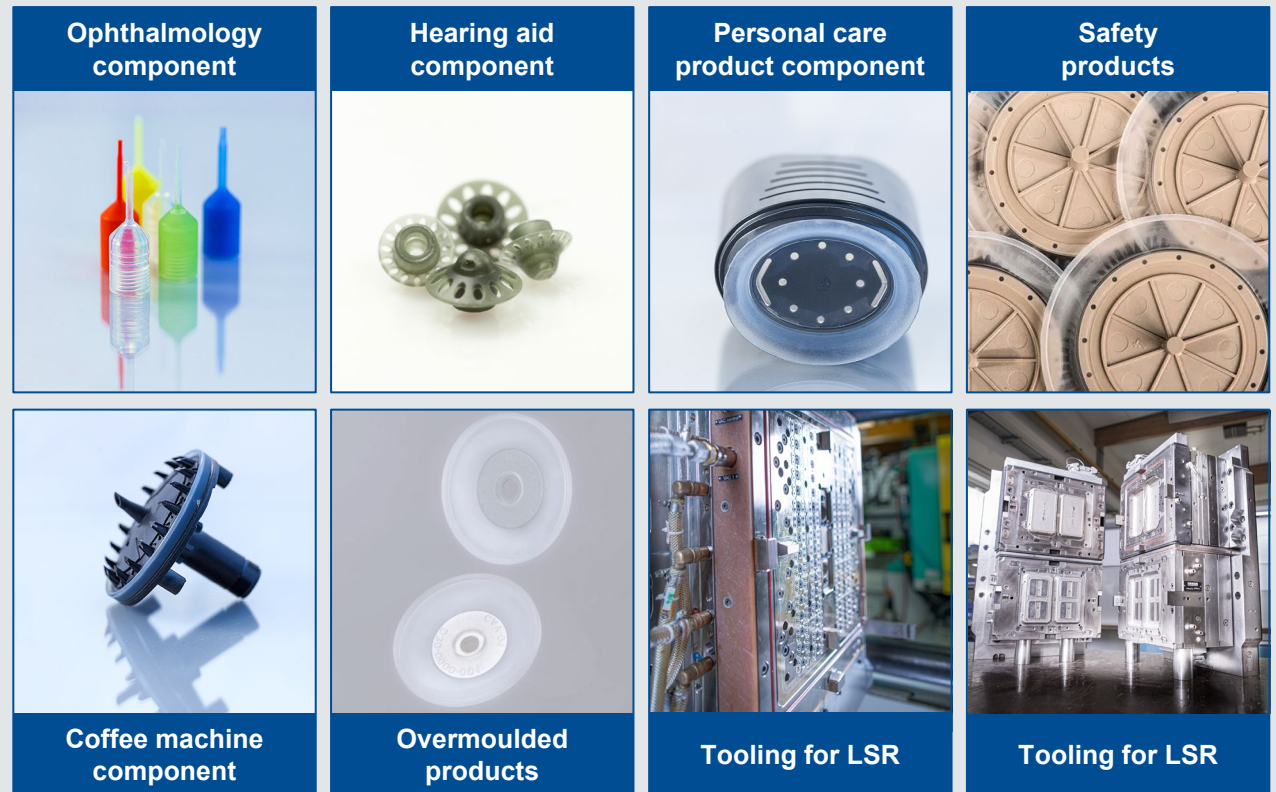 Ophthalmology
component
Hearing aid
component
Personal care
product component
Safety
products
Coffee machine
component
Overmoulded
products
Tooling for LSR
Tooling for LSR